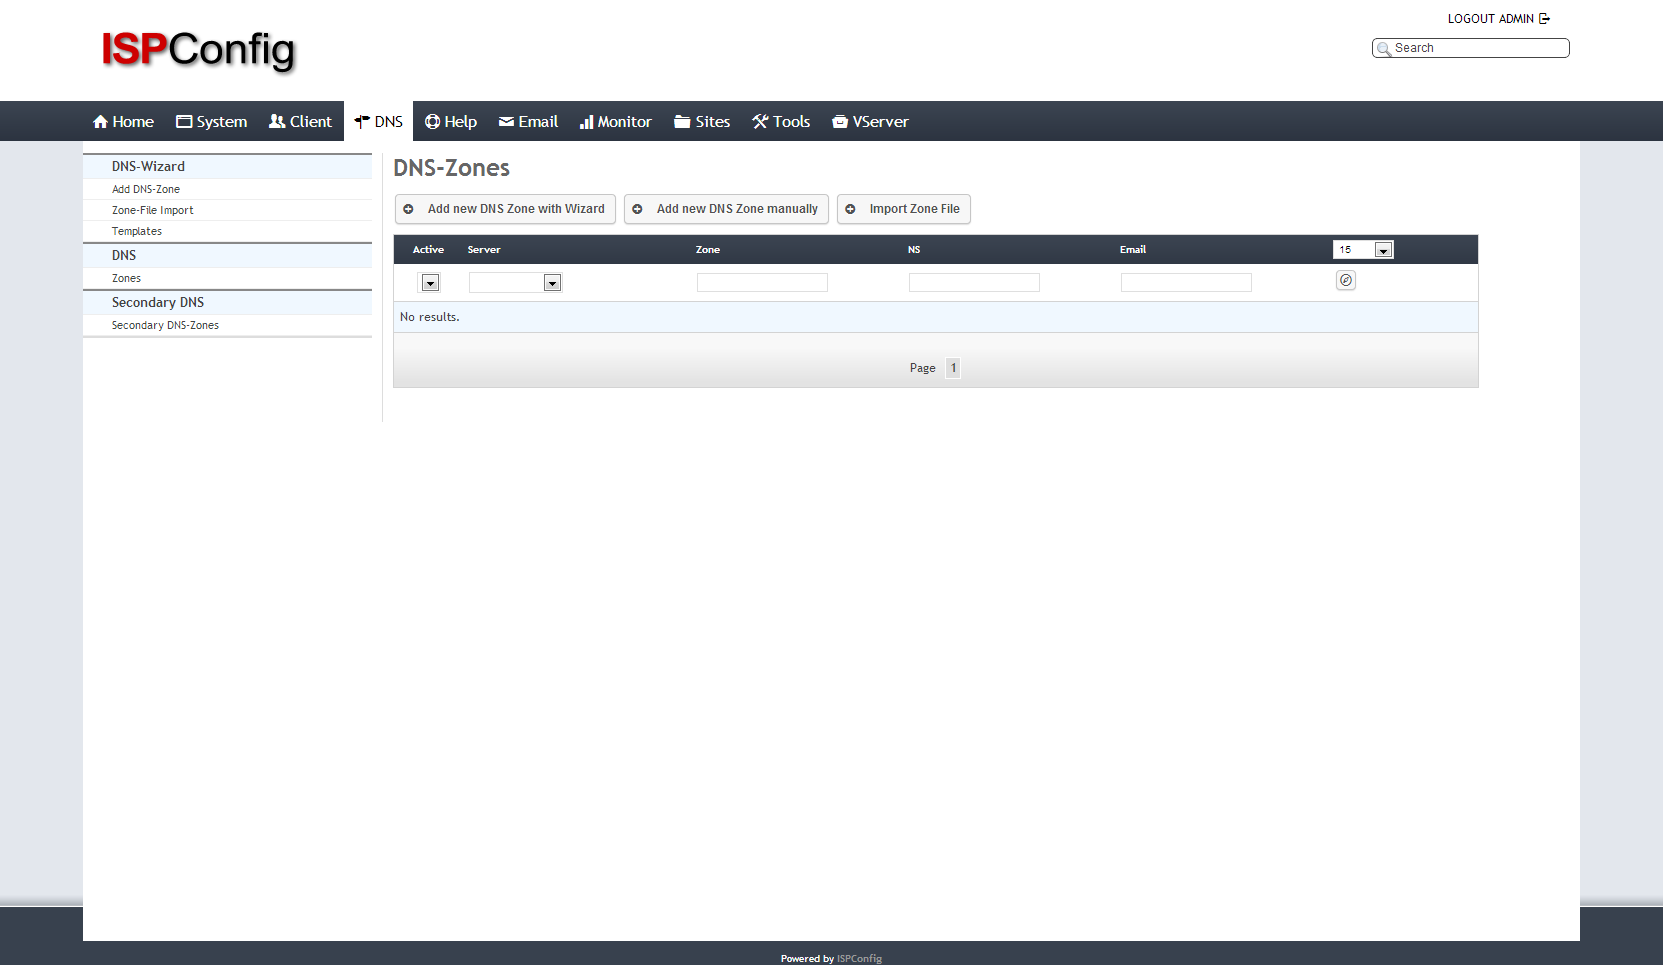 LOGOUT ADMIN
ISPConfig
Search
Home System Client DNS Help Email Monitor Sites Tools VServer
DNS-Wizard
Add DNS-Zone
Zone-File Import
Templates
DNS
Zones
Secondary DNS
Secondary DNS-Zones
DNS-Zones
Add new DNS Zone with Wizard Add new DNS Zone manually Import Zone File
Active Server Zone NS Email 15
No results.
Page 1
Powered by ISPConfig